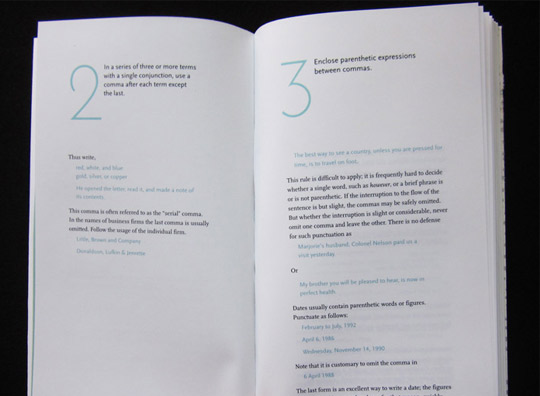 2
In a series of three or more terms
with a single conjunction, use a
comma after each term except
the last.
Thus write,
red, white, and blue
gold, silver, or copper
He opened the letter, read it, and made a note of
its contents.
This comma is often referred to as the "serial" comma.
In the names of business firms the last comma is usually
omitted. Follow the usage of the individual firm.
Little, Brown and Company
Donaldson, Lufkin & Jenrette
3
Enclose parenthetic expressions
between commas.
The best way to see a country, unless you are pressed for
time, is to travel on foot.
This rule is difficult to apply; it is frequently hard to decide
whether a single word, such as however, or a brief phrase is
or is not parenthetic. If the interruption to the flow of the
sentence is but slight, the commas may be safely omitted.
But whether the interruption is slight or considerable, never
omit one comma and leave the other. There is no defense
for such punctuation as
Marjorie's husband, Colonel Nelson paid us a
visit yesterday.
Or
My brother you will be pleased to hear, is now in
perfect health.
Dates usually contain parenthetic words or figures.
Punctuate as follows:
February to July, 1992
April 6, 1986
Wednesday, November 14, 1990
Note that it is customary to omit the comma in
6 April 1988
The last form is an excellent way to write a date; the figures